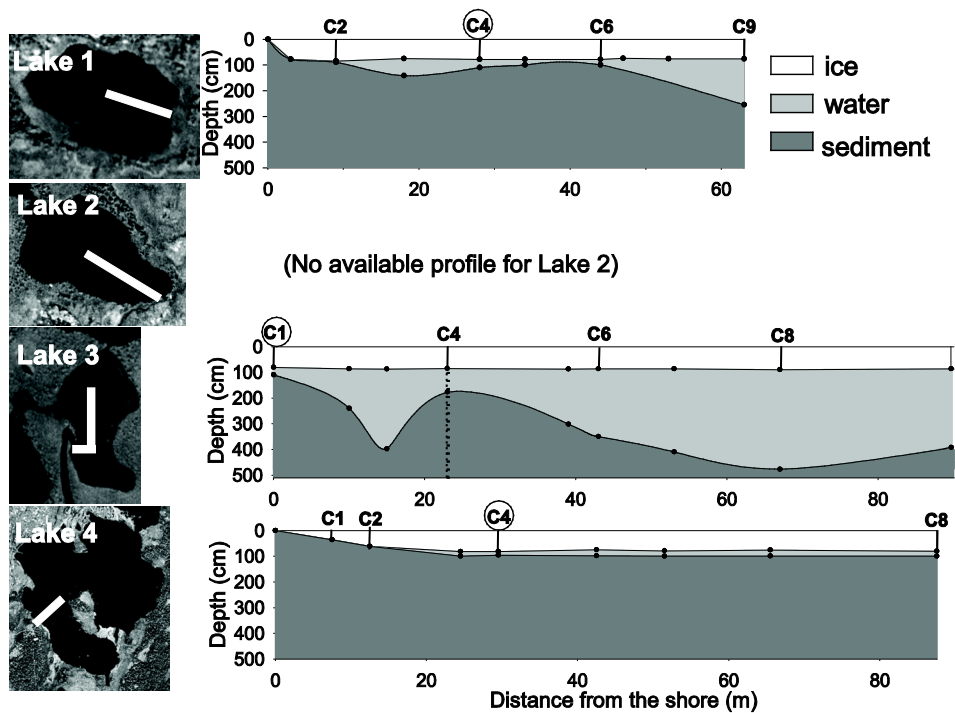 Lake 1
C2 C4 C6 C9
0
100
200
300
400
500
Depth (cm)
0 20 40 60
ice
water
sediment
Lake 2
(No available profile for Lake 2)
Lake 3
C1 C4 C6 C8
0
100
200
300
400
500
Depth (cm)
0 20 40 60 80
Lake 4
C1 C2 C4 C8
0
100
200
300
400
500
Depth (cm)
0 20 40 60 80
Distance from the shore (m)